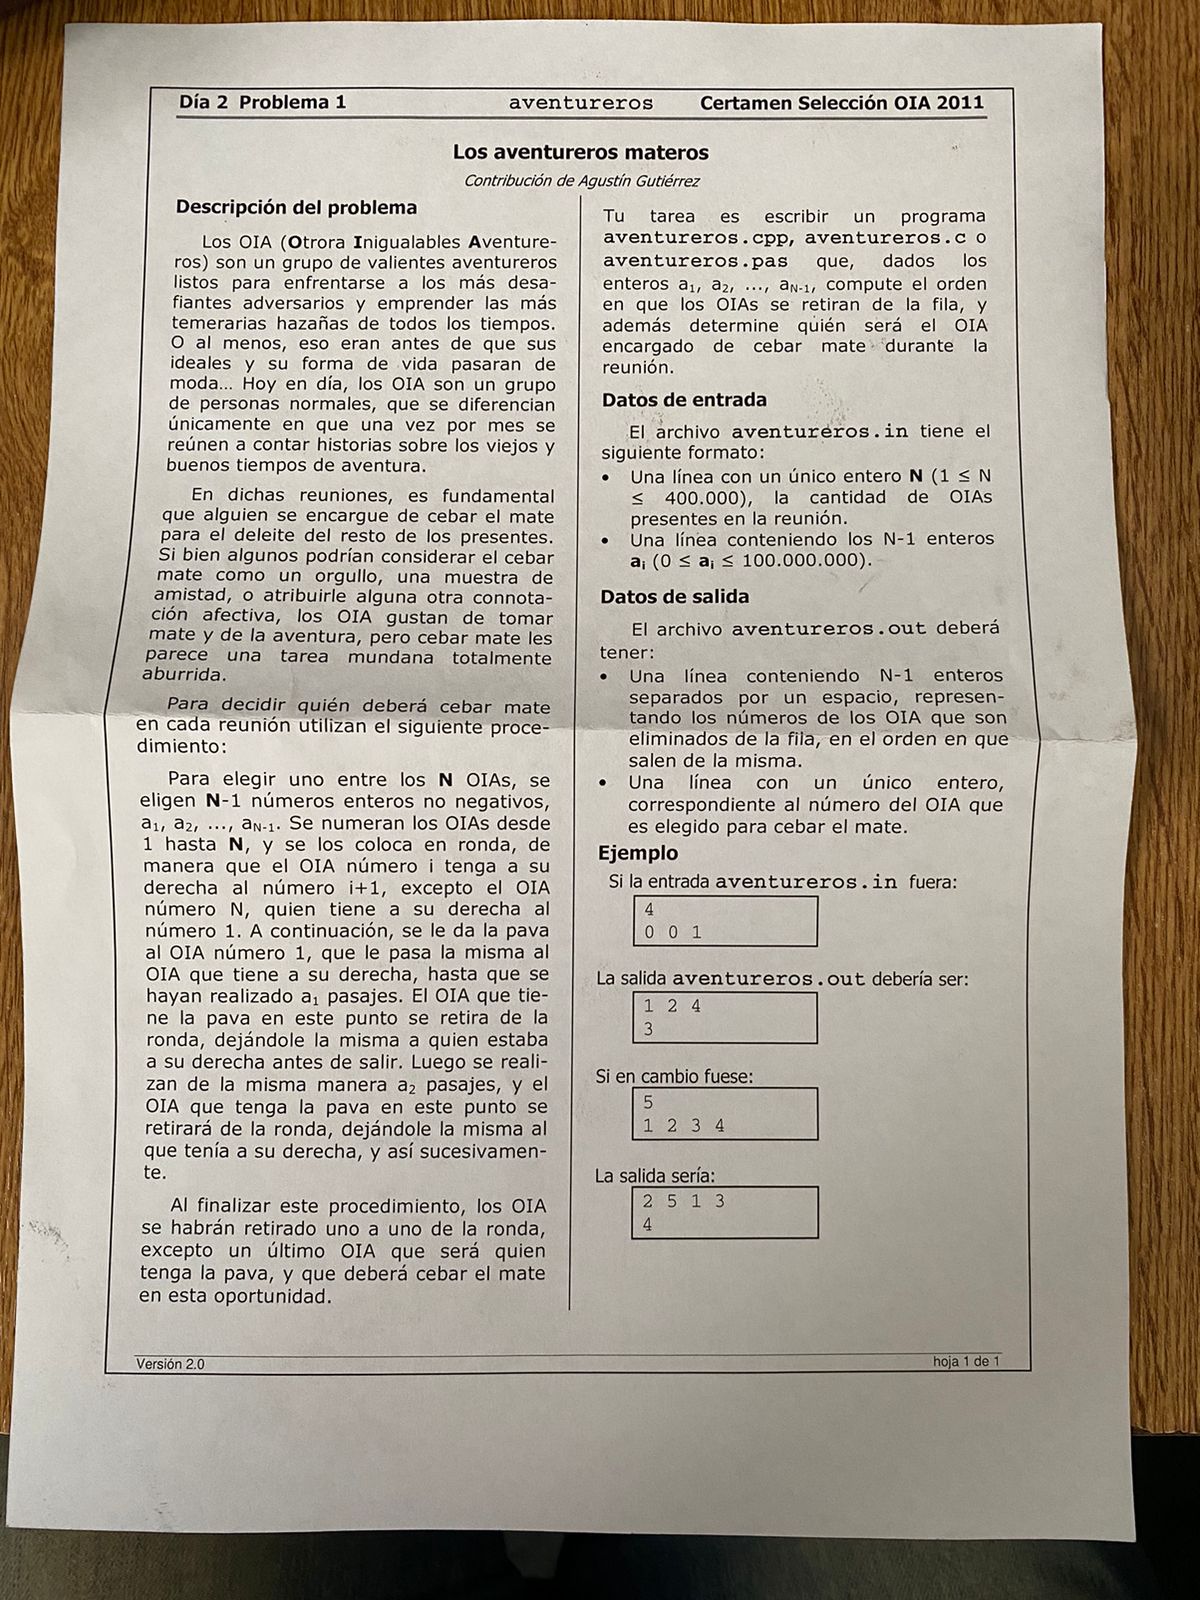 Día 2 Problema 1 aventureros Certamen Selección OIA 2011
Los aventureros materos
Contribución de Agustín Gutiérrez
Descripción del problema
Los OIA (Otrora Inigualables Aventure-
ros) son un grupo de valientes aventureros
listos para enfrentarse a los más desa-
fiantes adversarios y emprender las más
temerarias hazañas de todos los tiempos.
O al menos, eso eran antes de que sus
ideales y su forma de vida pasaran de
moda... Hoy en día, los OIA son un grupo
de personas normales, que se diferencian
únicamente en que una vez por mes se
reúnen a contar historias sobre los viejos y
buenos tiempos de aventura.
En dichas reuniones, es fundamental
que alguien se encargue de cebar el mate
para el deleite del resto de los presentes.
Si bien algunos podrían considerar el cebar
mate como un orgullo, una muestra de
amistad, o atribuirle alguna otra connota-
ción afectiva, los OIA gustan de tomar
mate y de la aventura, pero cebar mate les
parece una tarea mundana totalmente
aburrida.
Para decidir quién deberá cebar mate
en cada reunión utilizan el siguiente proce-
dimiento:
Para elegir uno entre los N OIAs, se
eligen N-1 números enteros no negativos,
a₁, a₂, ..., aN-1. Se numeran los OIAs desde
1 hasta N, y se los coloca en ronda, de
manera que el OIA número i tenga a su
derecha al número i+1, excepto el OIA
número N, quien tiene a su derecha al
número 1. A continuación, se le da la pava
al OIA número 1, que le pasa la misma al
OIA que tiene a su derecha, hasta que se
hayan realizado a₁ pasajes. El OIA que tie-
ne la pava en este punto se retira de la
ronda, dejándole la misma a quien estaba
a su derecha antes de salir. Luego se reali-
zan de la misma manera a₂ pasajes, y el
OIA que tenga la pava en este punto se
retirará de la ronda, dejándole la misma al
que tenía a su derecha, y así sucesivamen-
te.
Al finalizar este procedimiento, los OIA
se habrán retirado uno a uno de la ronda,
excepto un último OIA que será quien
tenga la pava, y que deberá cebar el mate
en esta oportunidad.
Tu tarea es escribir un programa
aventureros.cpp, aventureros.c o
aventureros.pas que, dados los
enteros a₁, a₂, ..., aN-1, compute el orden
en que los OIAs se retiran de la fila, y
además determine quién será el OIA
encargado de cebar mate durante la
reunión.
Datos de entrada
El archivo aventureros.in tiene el
siguiente formato:
• Una línea con un único entero N (1 ≤ N
≤ 400.000), la cantidad de OIAs
presentes en la reunión.
• Una línea conteniendo los N-1 enteros
aᵢ (0 ≤ aᵢ ≤ 100.000.000).
Datos de salida
El archivo aventureros.out deberá
tener:
• Una línea conteniendo N-1 enteros
separados por un espacio, represen-
tando los números de los OIA que son
eliminados de la fila, en el orden en que
salen de la misma.
• Una línea con un único entero,
correspondiente al número del OIA que
es elegido para cebar el mate.
Ejemplo
Si la entrada aventureros.in fuera:
4
0 0 1
La salida aventureros.out debería ser:
1 2 4
3
Si en cambio fuese:
5
1 2 3 4
La salida sería:
2 5 1 3
4
Versión 2.0 hoja 1 de 1